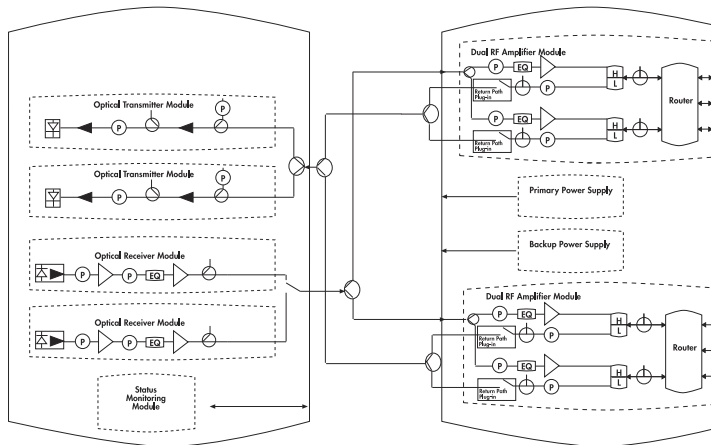 Optical Transmitter Module
P
P
Optical Transmitter Module
P
P
Optical Receiver Module
P
P
EQ
Optical Receiver Module
P
P
EQ
Status
Monitoring
Module
Dual RF Amplifier Module
P
EQ
H
L
Return Path
Plug-in
P
P
EQ
H
L
Return Path
Plug-in
P
Router
Primary Power Supply
Backup Power Supply
Dual RF Amplifier Module
P
EQ
H
L
Return Path
Plug-in
P
P
EQ
H
L
Return Path
Plug-in
P
Router